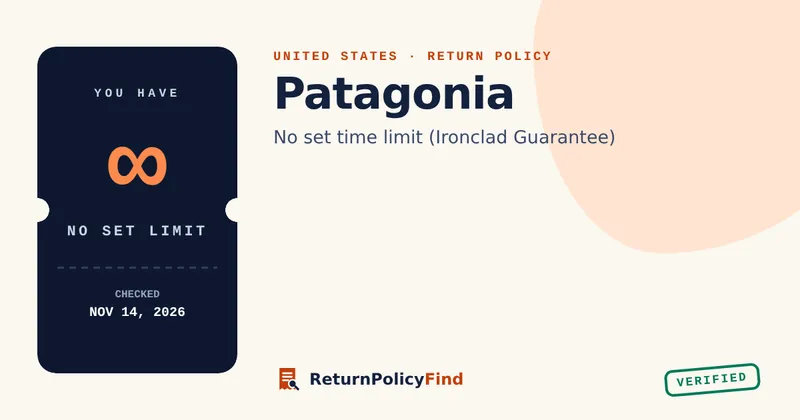 YOU HAVE
∞
NO SET LIMIT
CHECKED
NOV 14, 2026
UNITED STATES · RETURN POLICY
Patagonia
No set time limit (Ironclad Guarantee)
ReturnPolicyFind
VERIFIED